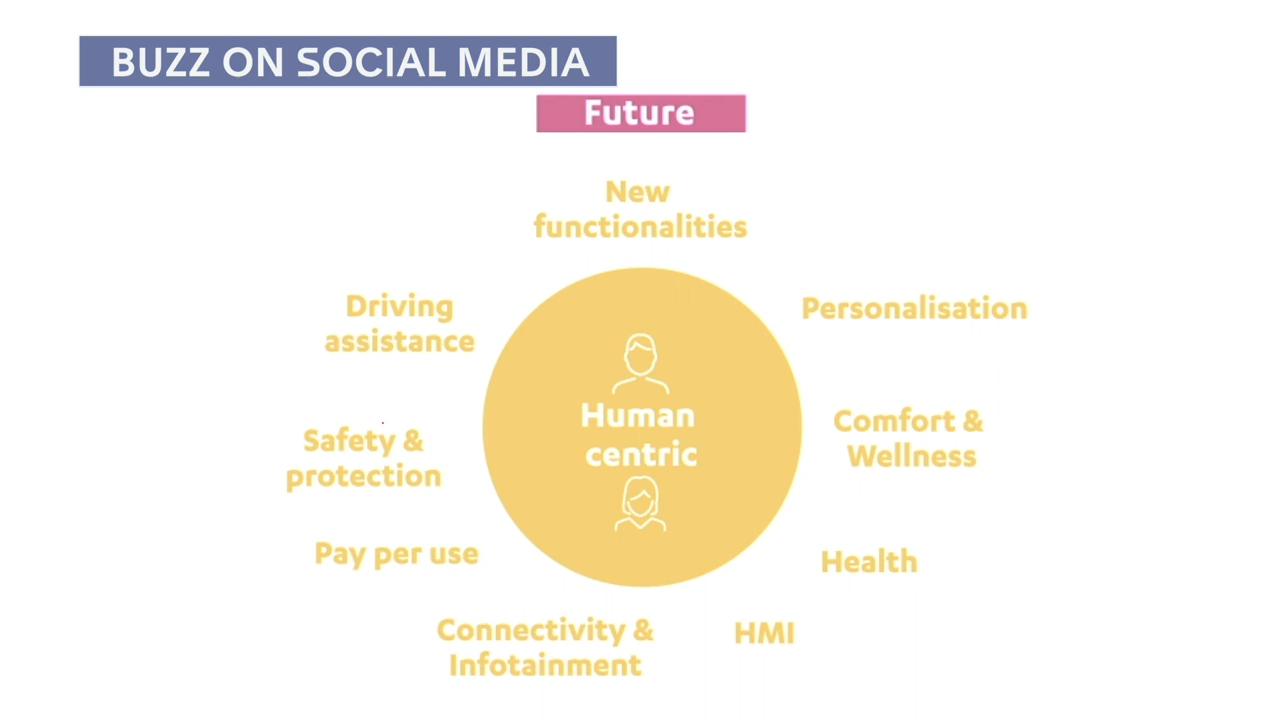 BUZZ ON SOCIAL MEDIA
Future
New
functionalities
Driving
assistance
Personalisation
Human
centric
Comfort &
Wellness
Safety &
protection
Pay per use
Health
Connectivity &
Infotainment
HMI